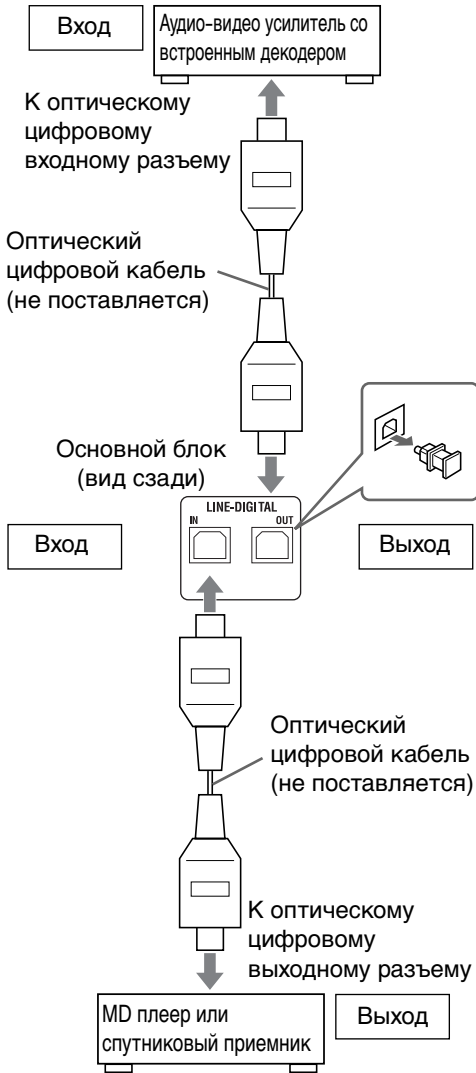 Вход
Аудио-видео усилитель со
встроенным декодером
К оптическому
цифровому
входному разъему
Оптический
цифровой кабель
(не поставляется)
Основной блок
(вид сзади)
LINE-DIGITAL
IN
OUT
Вход
Выход
Оптический
цифровой кабель
(не поставляется)
К оптическому
цифровому
выходному разъему
MD плеер или
спутниковый приемник
Выход